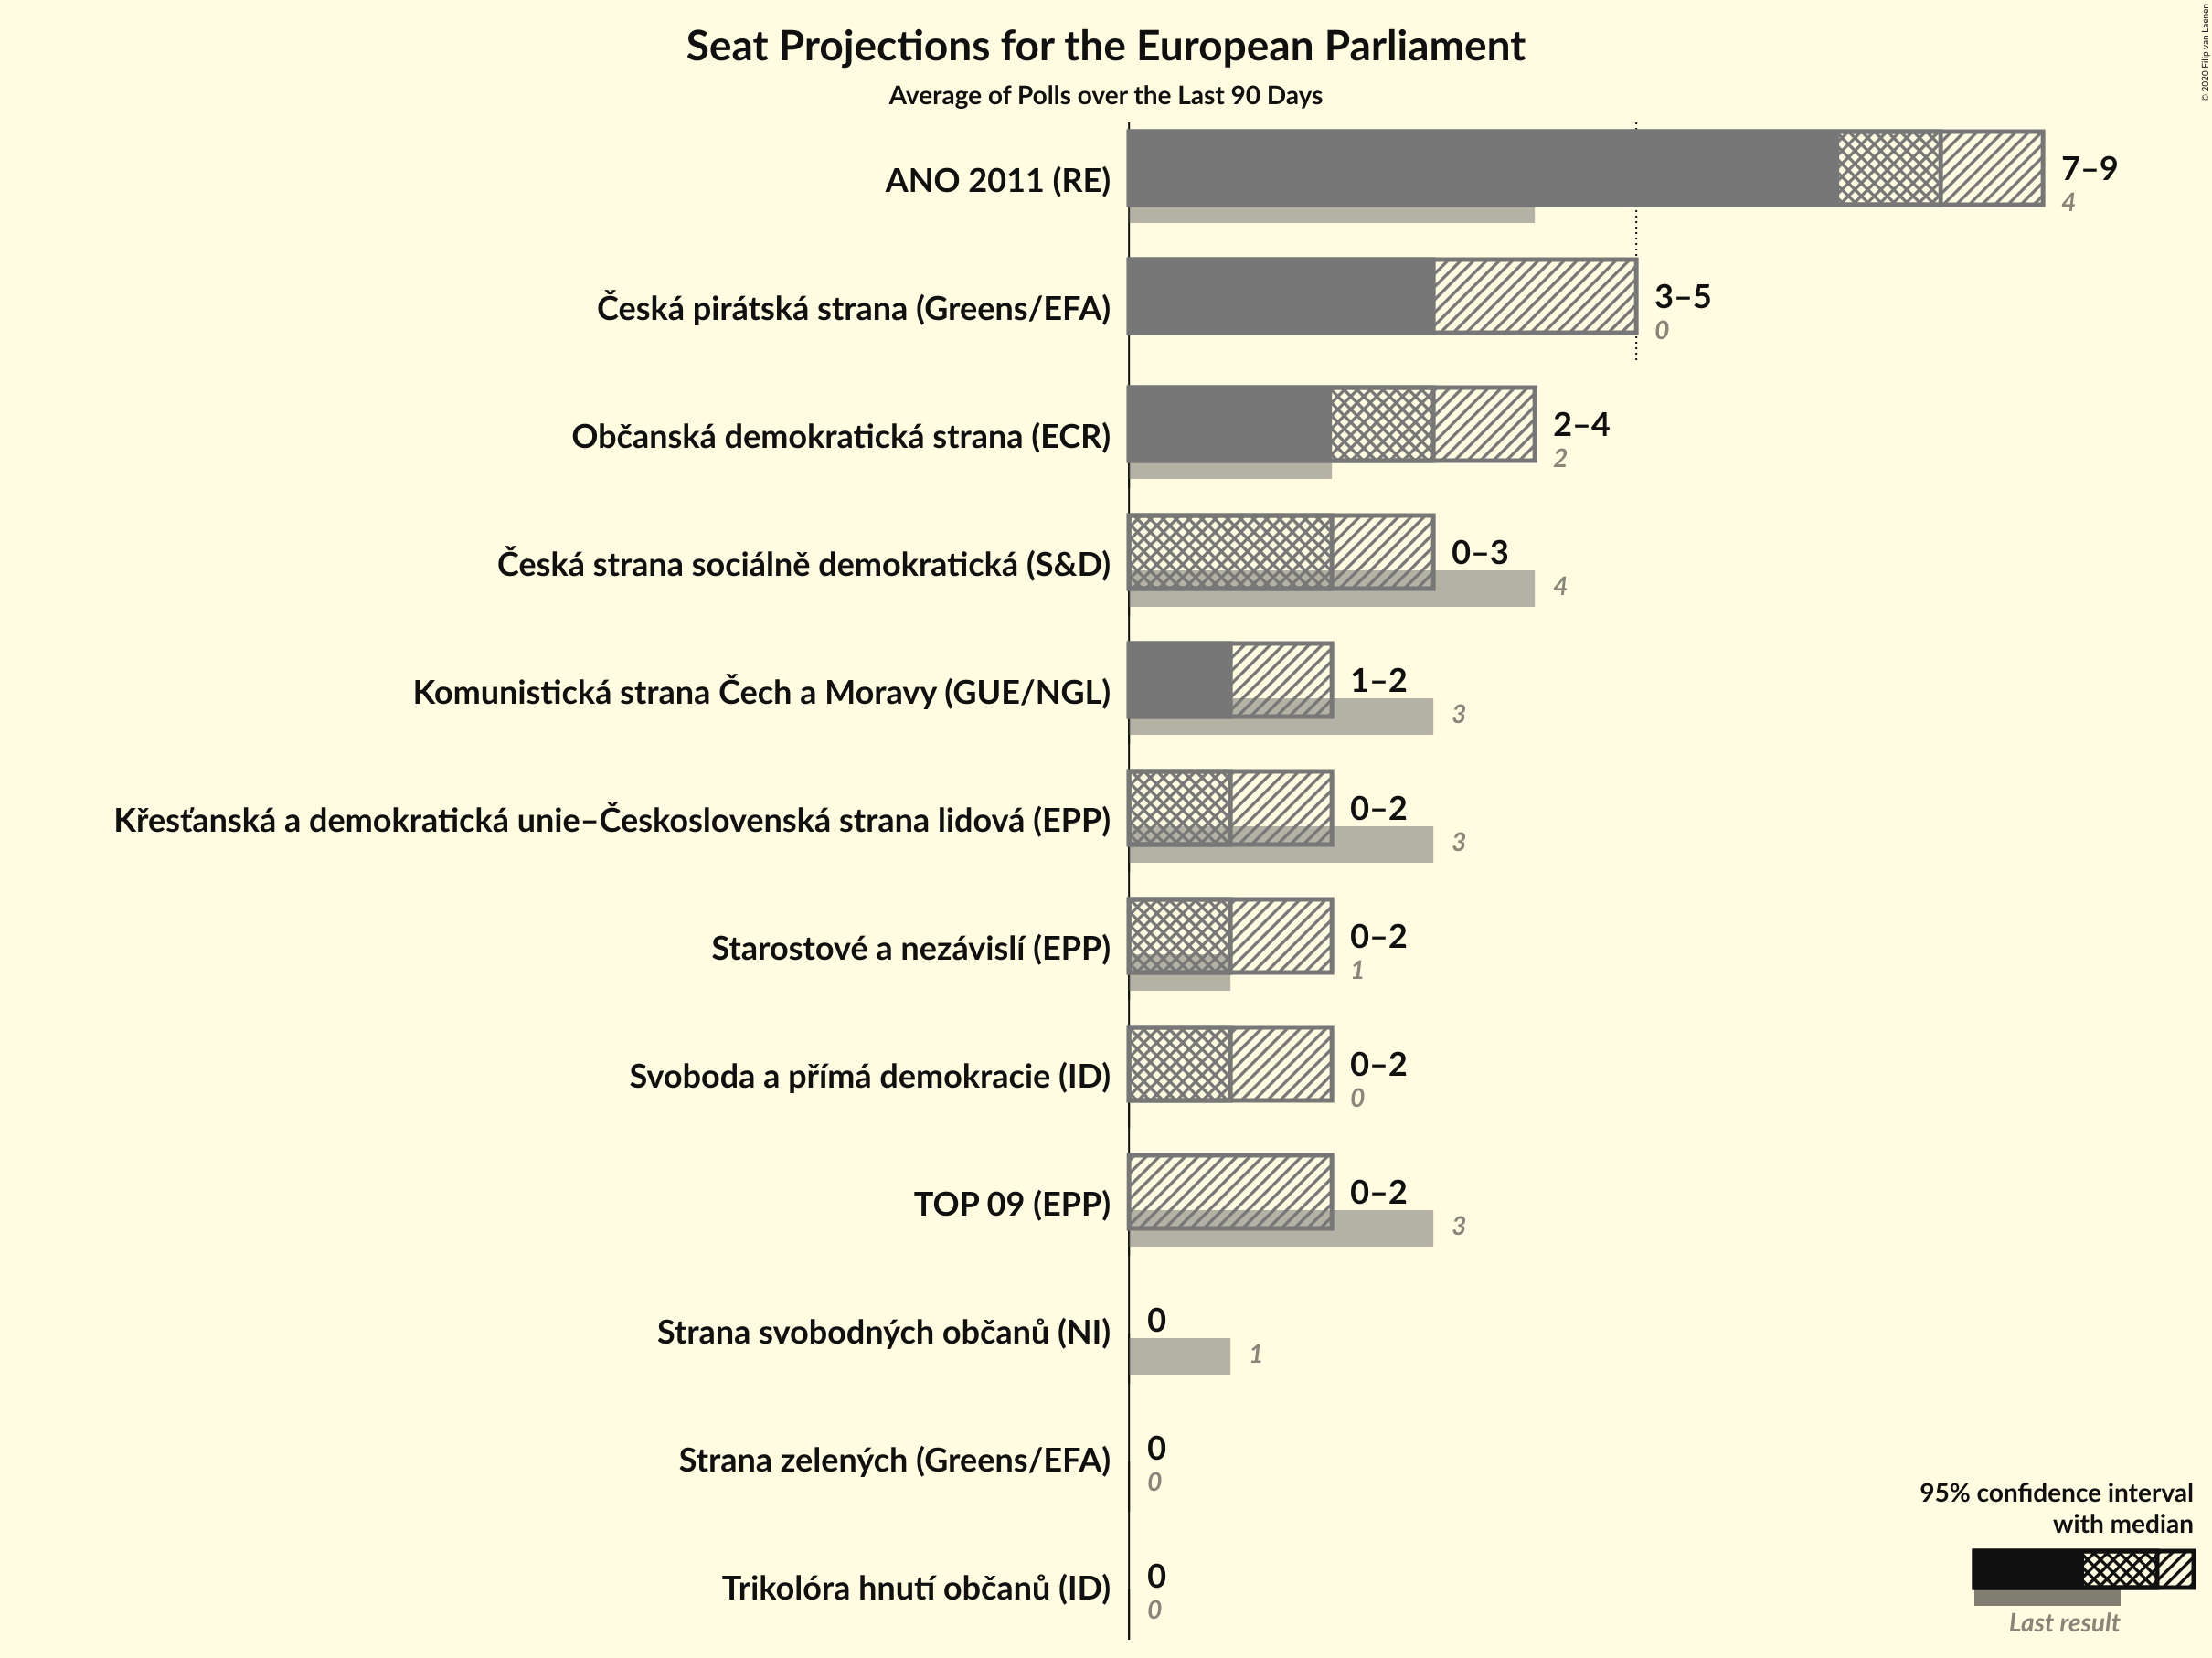 Seat Projections for the European Parliament
Average of Polls over the Last 90 Days
© 2020 Filip van Laenen
ANO 2011 (RE)
7–9
4
Česká pirátská strana (Greens/EFA)
3–5
0
Občanská demokratická strana (ECR)
2–4
2
Česká strana sociálně demokratická (S&D)
0–3
4
Komunistická strana Čech a Moravy (GUE/NGL)
1–2
3
Křesťanská a demokratická unie–Československá strana lidová (EPP)
0–2
3
Starostové a nezávislí (EPP)
0–2
1
Svoboda a přímá demokracie (ID)
0–2
0
TOP 09 (EPP)
0–2
3
Strana svobodných občanů (NI)
0
1
Strana zelených (Greens/EFA)
0
0
Trikolóra hnutí občanů (ID)
0
0
95% confidence interval
with median
Last result